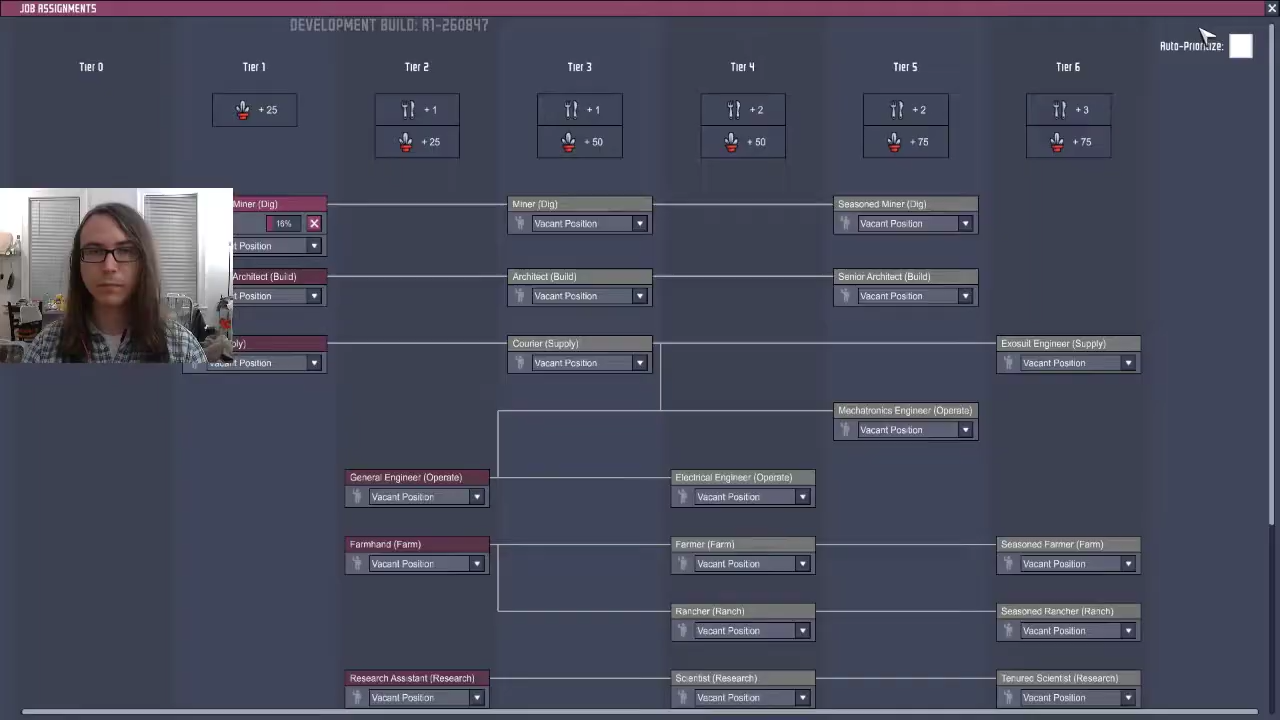 JOB ASSIGNMENTS
DEVELOPMENT BUILD: R1-260847
Auto-Prioritize:
Tier 0
Tier 1
Tier 2
Tier 3
Tier 4
Tier 5
Tier 6
+ 25
+ 1
+ 1
+ 2
+ 2
+ 3
+ 25
+ 50
+ 50
+ 75
+ 75
Miner (Dig)
Miner (Dig)
Seasoned Miner (Dig)
16%
Vacant Position
Vacant Position
t Position
Architect (Build)
Architect (Build)
Senior Architect (Build)
t Position
Vacant Position
Vacant Position
ply)
Courier (Supply)
Exosuit Engineer (Supply)
Vacant Position
Vacant Position
Vacant Position
Mechatronics Engineer (Operate)
Vacant Position
General Engineer (Operate)
Electrical Engineer (Operate)
Vacant Position
Vacant Position
Farmhand (Farm)
Farmer (Farm)
Seasoned Farmer (Farm)
Vacant Position
Vacant Position
Vacant Position
Rancher (Ranch)
Seasoned Rancher (Ranch)
Vacant Position
Vacant Position
Research Assistant (Research)
Scientist (Research)
Tenured Scientist (Research)
Vacant Position
Vacant Position
Vacant Position